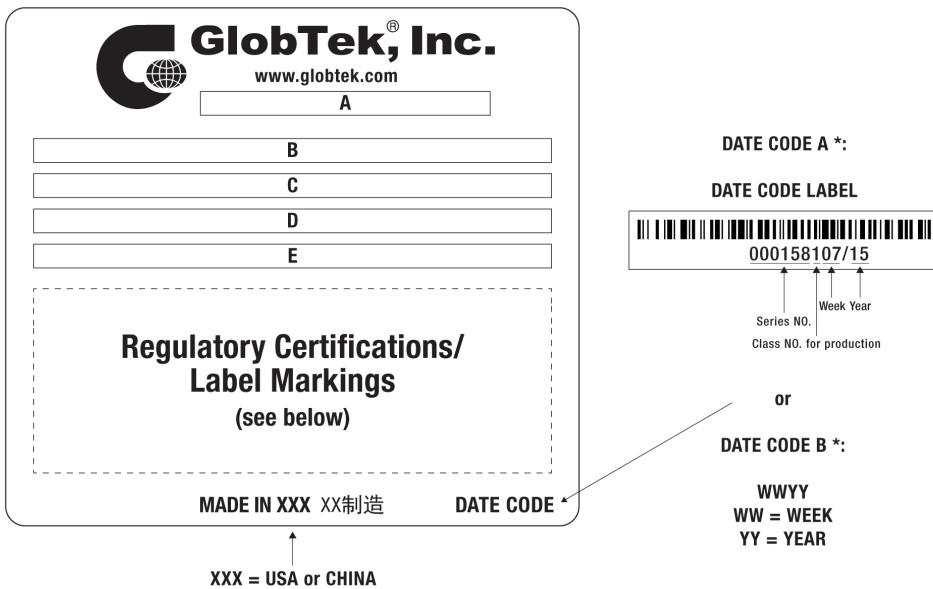 GlobTek®, Inc.
www.globtek.com
A
B
C
D
E
Regulatory Certifications/
Label Markings
(see below)
MADE IN XXX XX制造 DATE CODE
XXX = USA or CHINA
DATE CODE A *:
DATE CODE LABEL
000158107/15
Week Year
Series NO.
Class NO. for production
or
DATE CODE B *:
WWYY
WW = WEEK
YY = YEAR